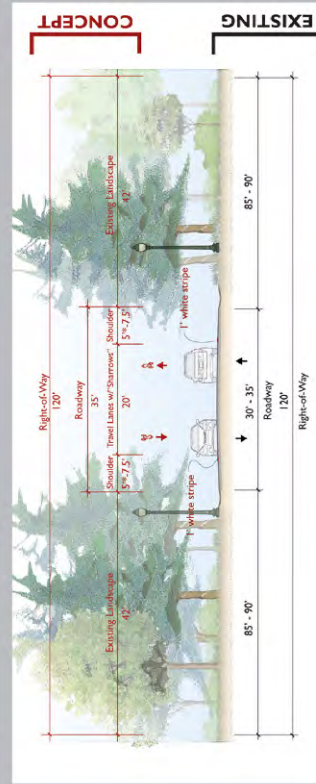 CONCEPT
Right-of-Way
120'
Roadway
35'
Existing Landscape
42'
Shoulder
5'*-7.5'
Travel Lanes w/"Sharrows"
20'
Shoulder
5'*-7.5'
Existing Landscape
42'
1' white stripe
1' white stripe
85' - 90'
30' - 35'
85' - 90'
Roadway
120'
Right-of-Way
EXISTING